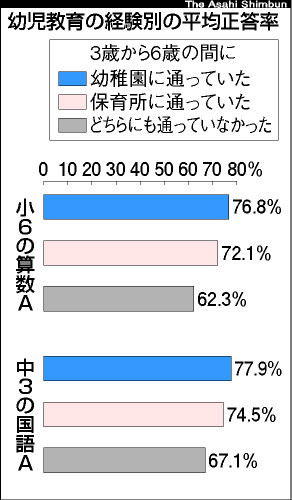 The Asahi Shimbun
幼児教育の経験別の平均正答率
3歳から6歳の間に
幼稚園に通っていた
保育所に通っていた
どちらにも通っていなかった
0 10 20 30 40 50 60 70 80%
小6の算数A
76.8%
72.1%
62.3%
中3の国語A
77.9%
74.5%
67.1%